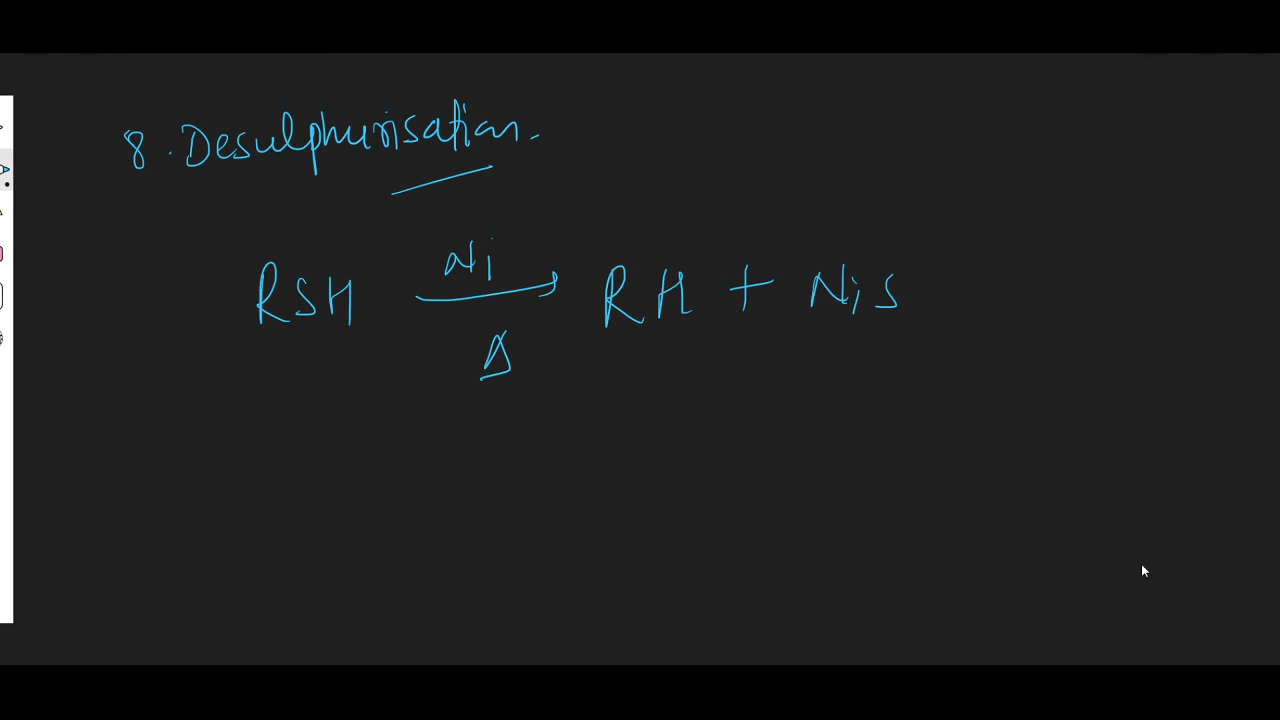 8. Desulphurisation.
RSH Ni/Δ → RH + NiS